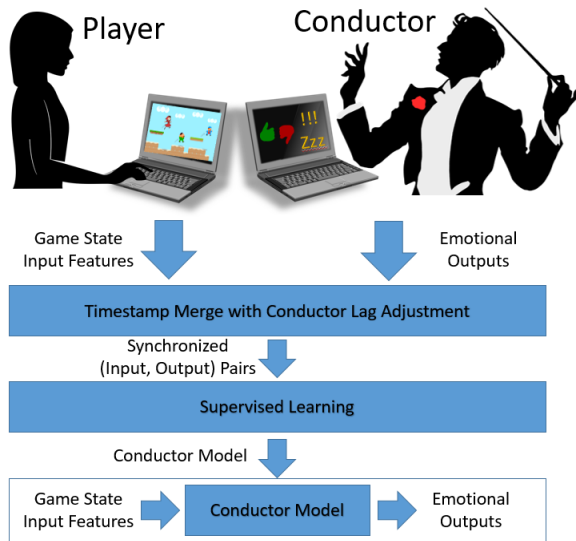 Player
Conductor
!!!
Zzz
Game State
Input Features
Emotional
Outputs
Timestamp Merge with Conductor Lag Adjustment
Synchronized
(Input, Output) Pairs
Supervised Learning
Conductor Model
Game State
Input Features
Conductor Model
Emotional
Outputs